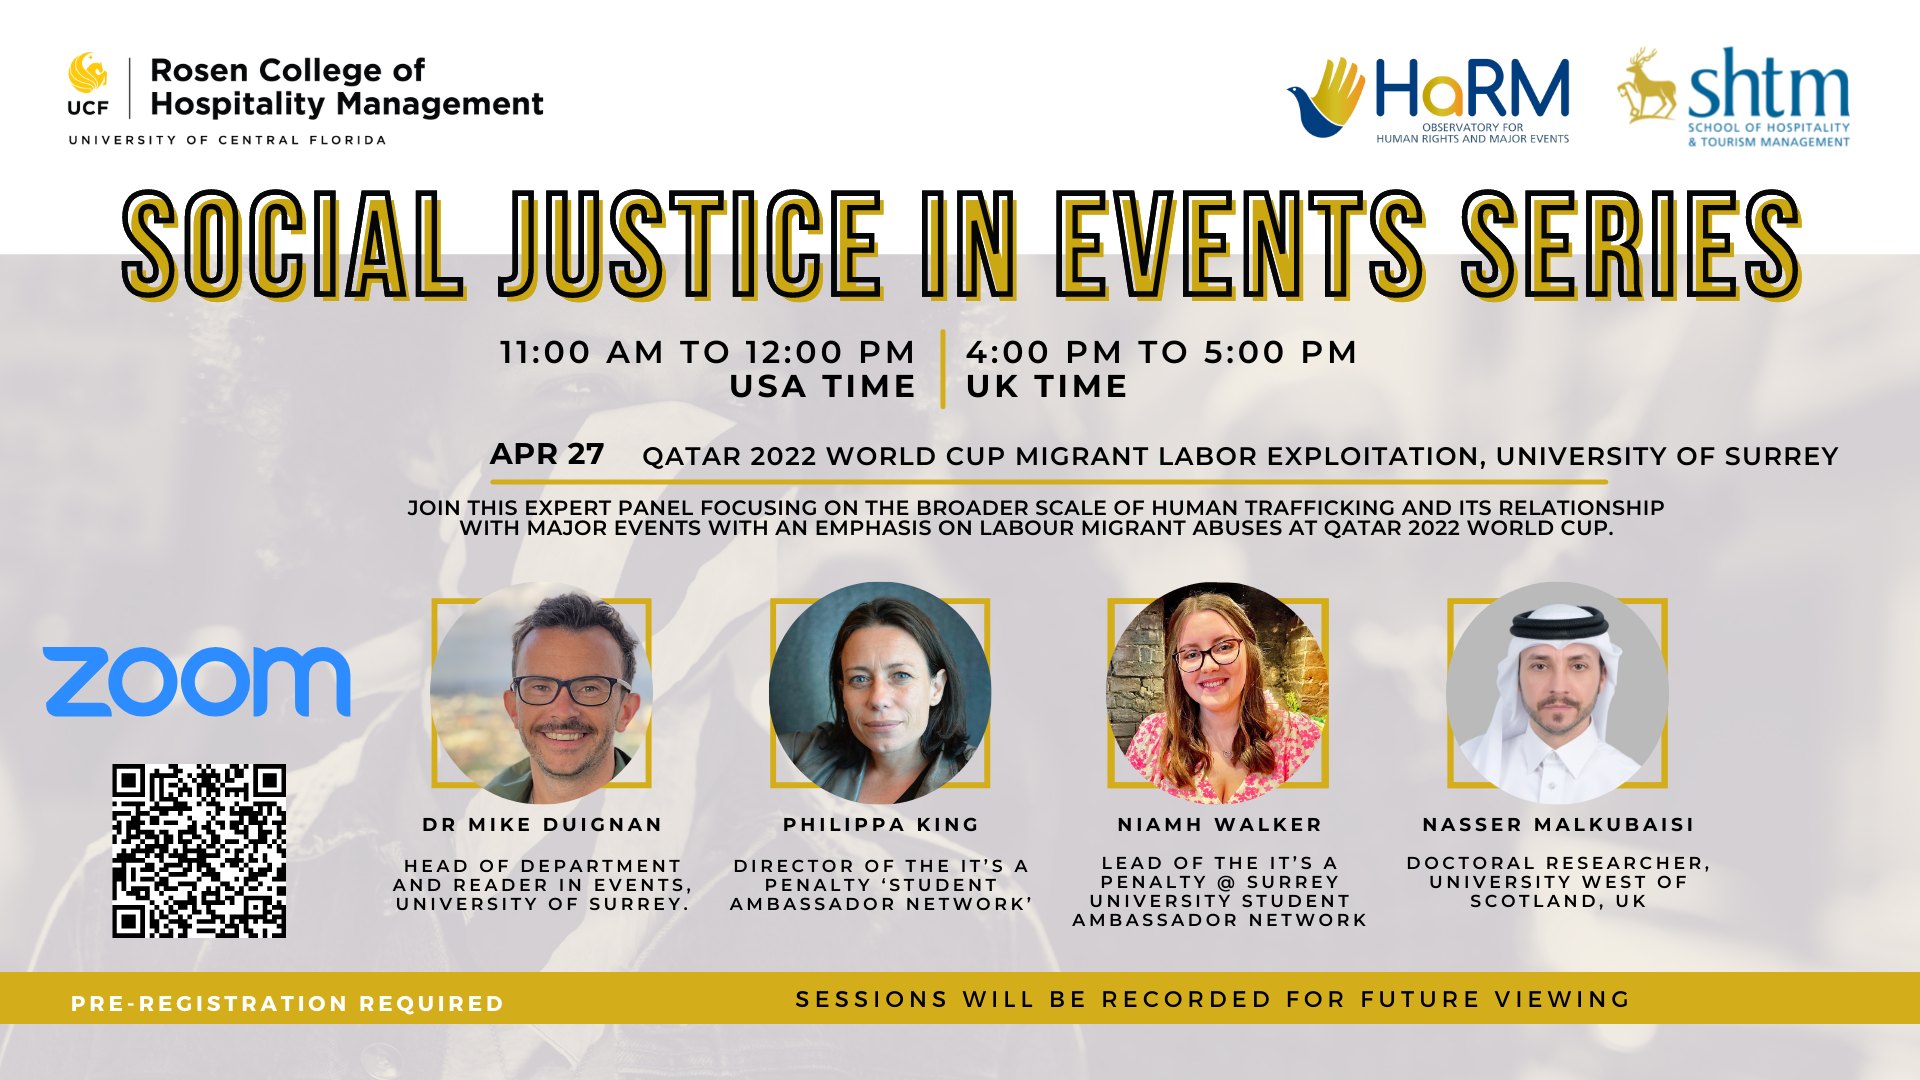 Rosen College of
Hospitality Management
UCF
UNIVERSITY OF CENTRAL FLORIDA
HaRM
OBSERVATORY FOR
HUMAN RIGHTS AND MAJOR EVENTS
shtm
SCHOOL OF HOSPITALITY
& TOURISM MANAGEMENT
SOCIAL JUSTICE IN EVENTS SERIES
11:00 AM TO 12:00 PM
USA TIME
4:00 PM TO 5:00 PM
UK TIME
APR 27 QATAR 2022 WORLD CUP MIGRANT LABOR EXPLOITATION, UNIVERSITY OF SURREY
JOIN THIS EXPERT PANEL FOCUSING ON THE BROADER SCALE OF HUMAN TRAFFICKING AND ITS RELATIONSHIP
WITH MAJOR EVENTS WITH AN EMPHASIS ON LABOUR MIGRANT ABUSES AT QATAR 2022 WORLD CUP.
zoom
DR MIKE DUIGNAN
HEAD OF DEPARTMENT
AND READER IN EVENTS,
UNIVERSITY OF SURREY.
PHILIPPA KING
DIRECTOR OF THE IT'S A
PENALTY ‘STUDENT
AMBASSADOR NETWORK’
NIAMH WALKER
LEAD OF THE IT’S A
PENALTY @ SURREY
UNIVERSITY STUDENT
AMBASSADOR NETWORK
NASSER MALKUBAISI
DOCTORAL RESEARCHER,
UNIVERSITY WEST OF
SCOTLAND, UK
PRE-REGISTRATION REQUIRED
SESSIONS WILL BE RECORDED FOR FUTURE VIEWING